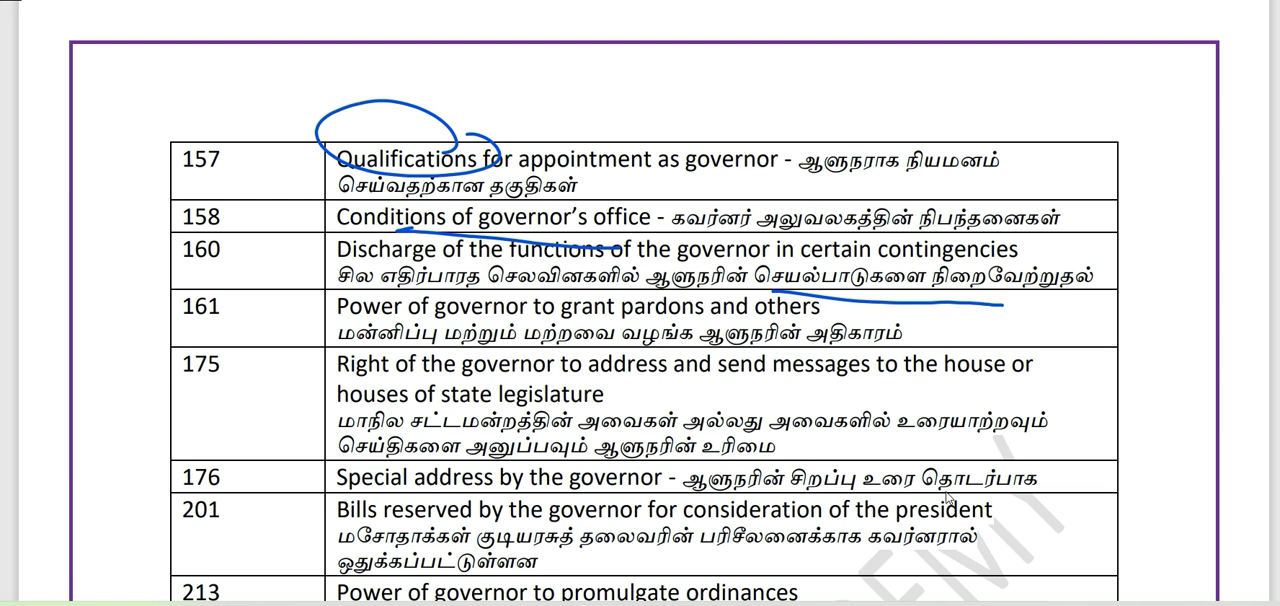 157 Qualifications for appointment as governor - ஆளுநராக நியமனம்
செய்வதற்கான தகுதிகள்
158 Conditions of governor's office - கவர்னர் அலுவலகத்தின் நிபந்தனைகள்
160 Discharge of the functions of the governor in certain contingencies
சில எதிர்பாரத செலவினகளில் ஆளுநரின் செயல்பாடுகளை நிறைவேற்றுதல்
161 Power of governor to grant pardons and others
மன்னிப்பு மற்றும் மற்றவை வழங்க ஆளுநரின் அதிகாரம்
175 Right of the governor to address and send messages to the house or
houses of state legislature
மாநில சட்டமன்றத்தின் அவைகள் அல்லது அவைகளில் உரையாற்றவும்
செய்திகளை அனுப்பவும் ஆளுநரின் உரிமை
176 Special address by the governor - ஆளுநரின் சிறப்பு உரை தொடர்பாக
201 Bills reserved by the governor for consideration of the president
மசோதாக்கள் குடியரசுத் தலைவரின் பரிசீலனைக்காக கவர்னரால்
ஒதுக்கப்பட்டுள்ளன
213 Power of governor to promulgate ordinances